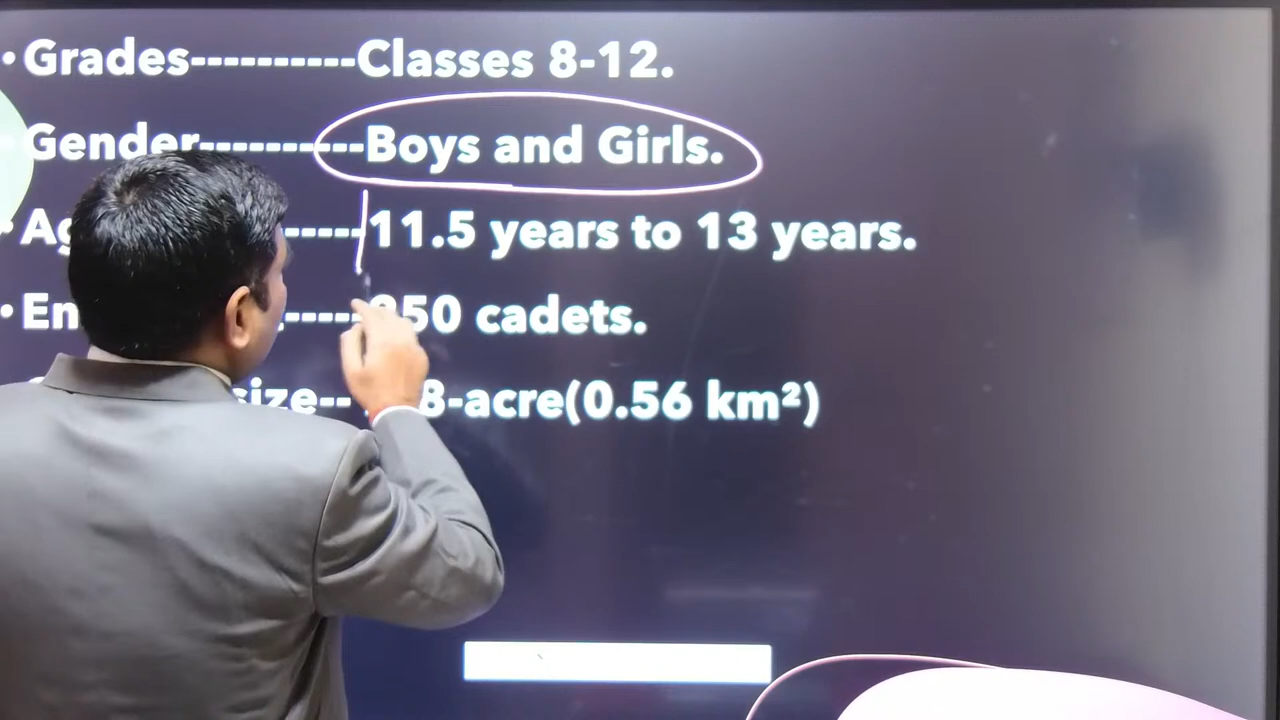 • Grades----------Classes 8-12.
Gender----------Boys and Girls.
• 11.5 years to 13 years.
• 50 cadets.
size-- 8-acre(0.56 km²)